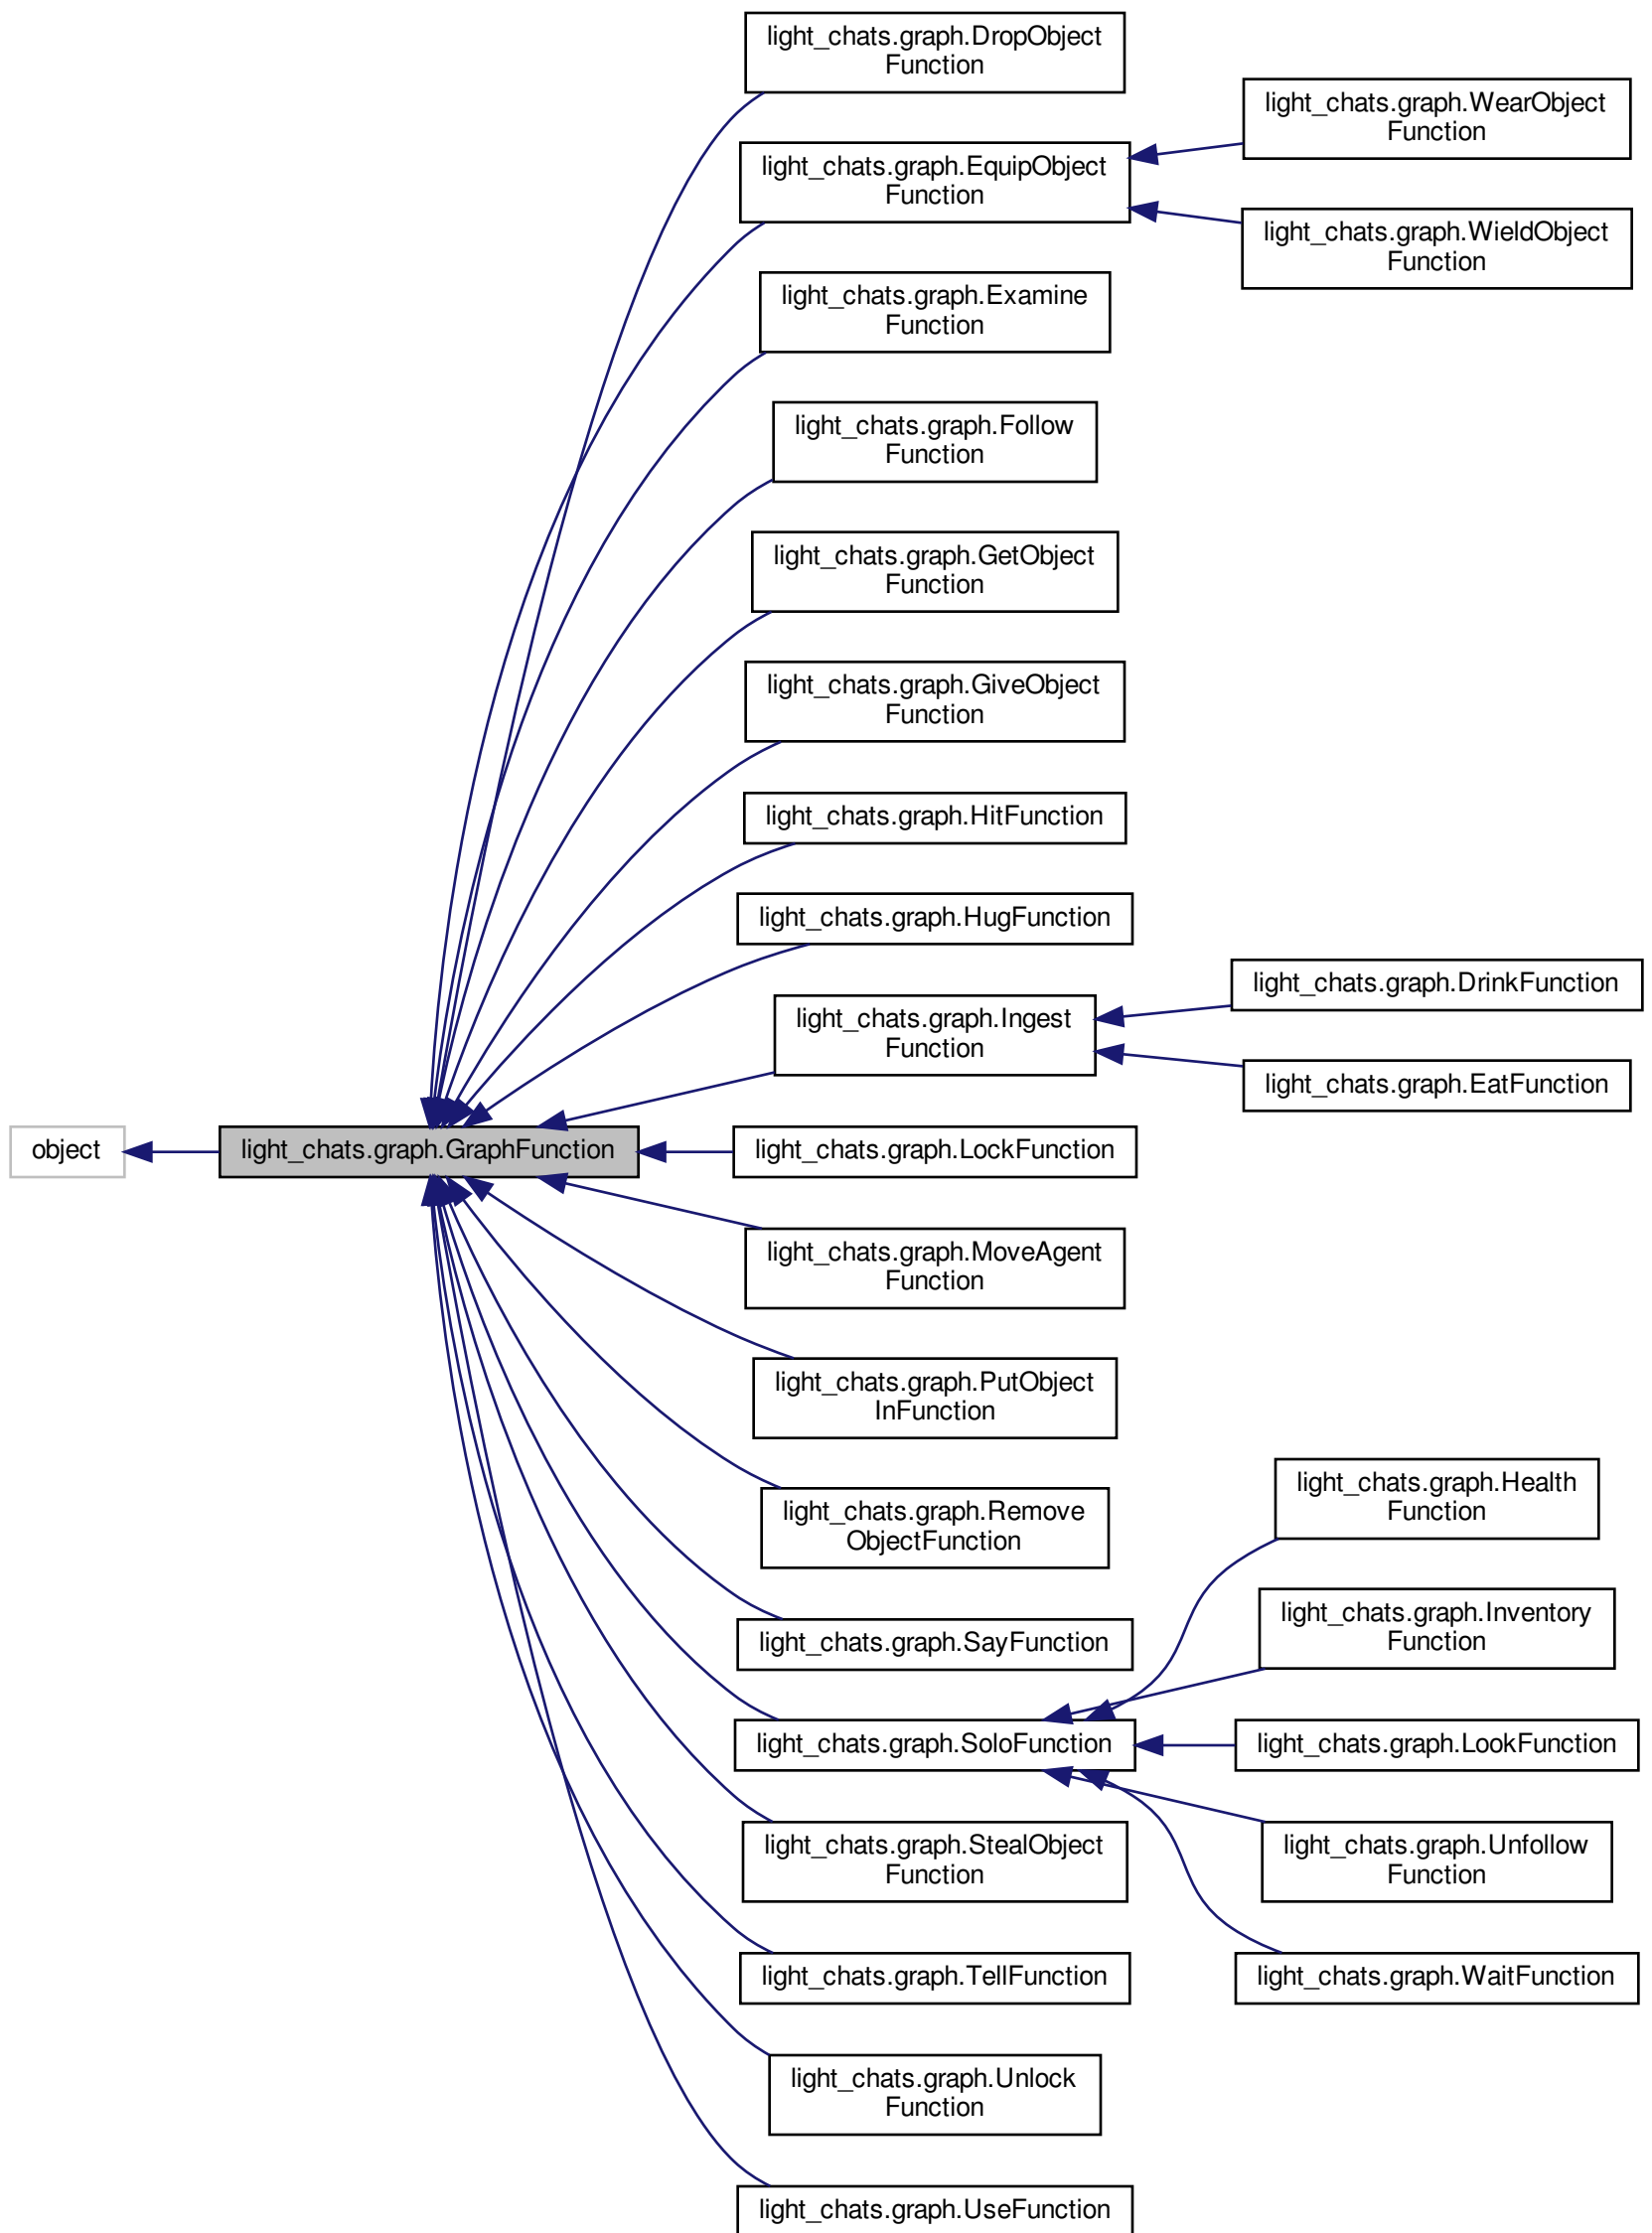 light_chats.graph.DropObject
Function
light_chats.graph.WearObject
Function
light_chats.graph.EquipObject
Function
light_chats.graph.WieldObject
Function
light_chats.graph.Examine
Function
light_chats.graph.Follow
Function
light_chats.graph.GetObject
Function
light_chats.graph.GiveObject
Function
light_chats.graph.HitFunction
light_chats.graph.HugFunction
light_chats.graph.DrinkFunction
light_chats.graph.Ingest
Function
light_chats.graph.EatFunction
object
light_chats.graph.GraphFunction
light_chats.graph.LockFunction
light_chats.graph.MoveAgent
Function
light_chats.graph.PutObject
InFunction
light_chats.graph.Health
Function
light_chats.graph.Remove
ObjectFunction
light_chats.graph.Inventory
Function
light_chats.graph.SayFunction
light_chats.graph.SoloFunction
light_chats.graph.LookFunction
light_chats.graph.StealObject
Function
light_chats.graph.Unfollow
Function
light_chats.graph.TellFunction
light_chats.graph.WaitFunction
light_chats.graph.Unlock
Function
light_chats.graph.UseFunction